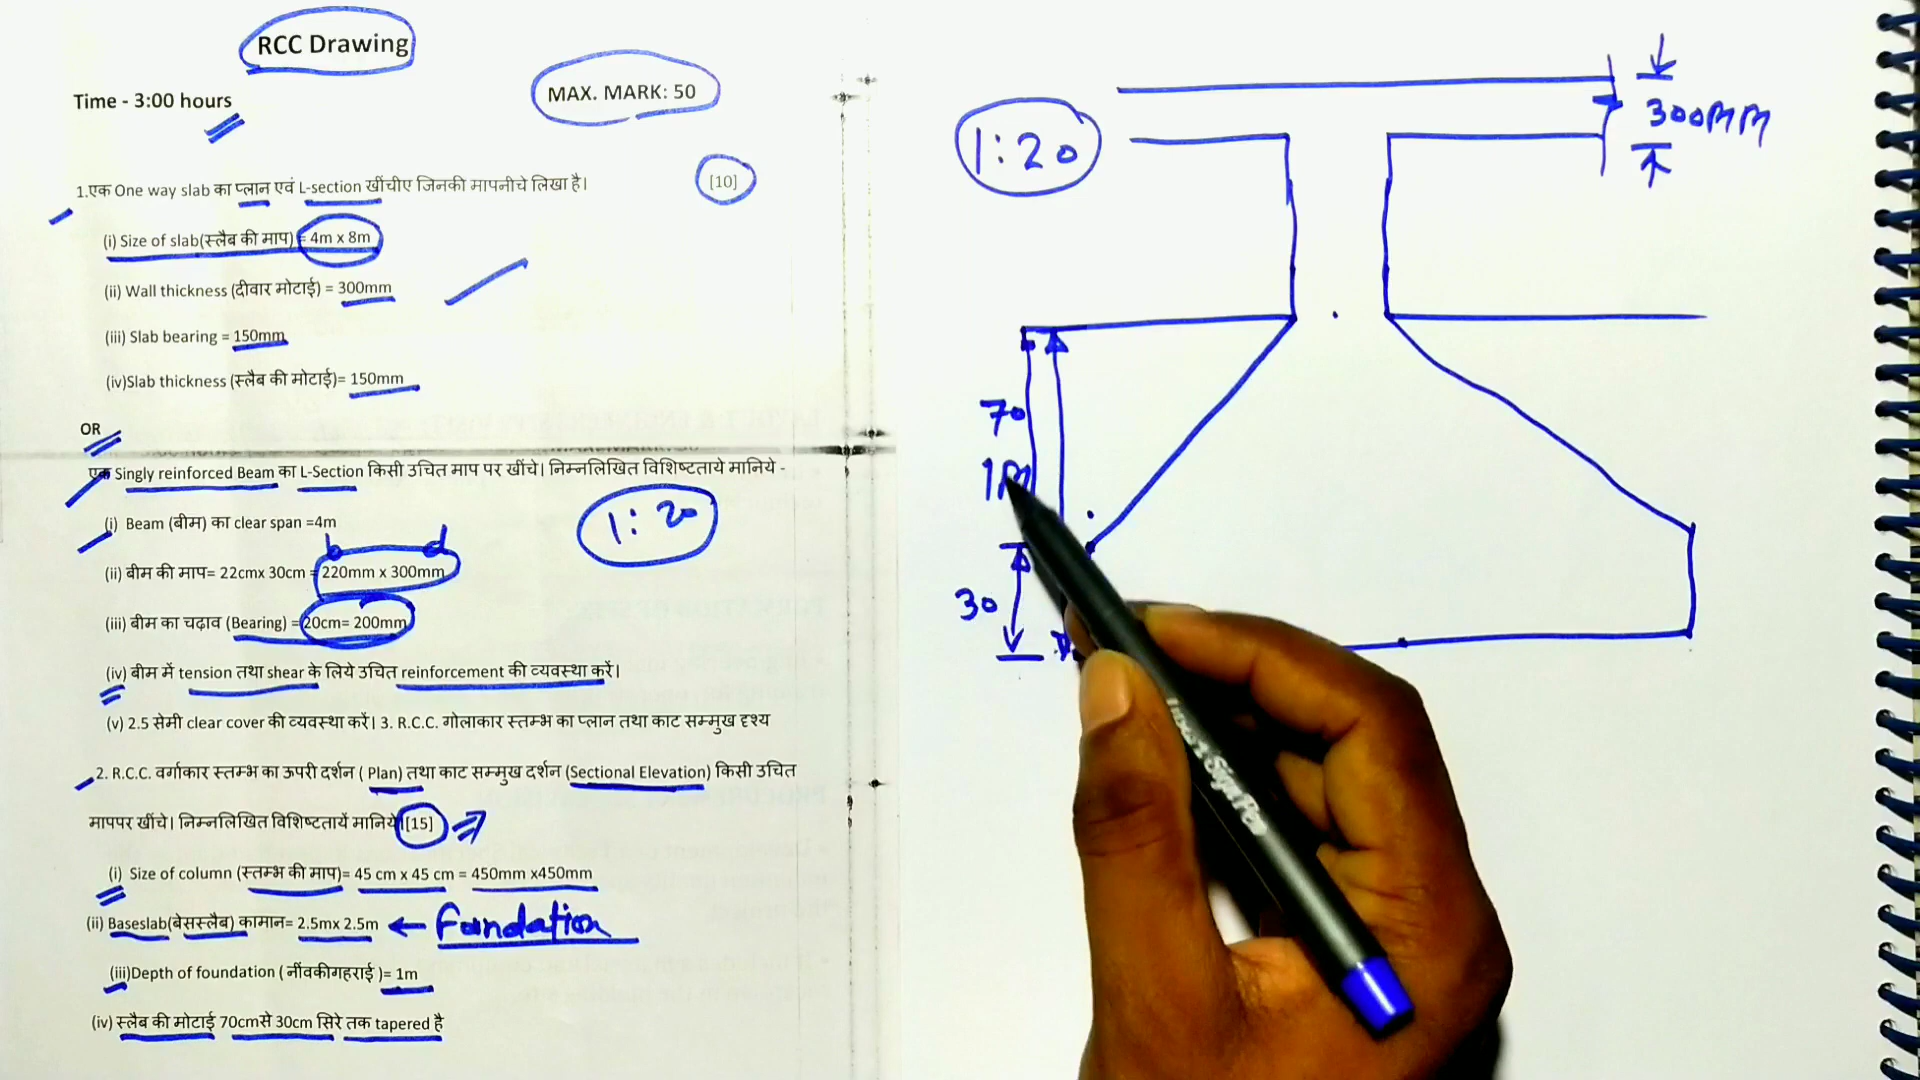 RCC Drawing
Time - 3:00 hours
MAX. MARK: 50
1.एक One way slab का प्लान एवं L-section खींचीए जिनकी मापनीचे लिखा है। [10]
(i) Size of slab(स्लैब की माप) = 4m x 8m
(ii) Wall thickness (दीवार मोटाई) = 300mm
(iii) Slab bearing = 150mm
(iv)Slab thickness (स्लैब की मोटाई)= 150mm
OR
एक Singly reinforced Beam का L-Section किसी उचित माप पर खींचे। निम्नलिखित विशिष्टताये मानिये -
(i) Beam (बीम) का clear span =4m
1:20
b d
(ii) बीम की माप= 22cmx 30cm = 220mm x 300mm
(iii) बीम का चढ़ाव (Bearing) = 20cm= 200mm
(iv) बीम में tension तथा shear के लिये उचित reinforcement की व्यवस्था करें।
(v) 2.5 सेमी clear cover की व्यवस्था करें। 3. R.C.C. गोलाकार स्तम्भ का प्लान तथा काट सम्मुख दृश्य
2. R.C.C. वर्गाकार स्तम्भ का ऊपरी दर्शन ( Plan) तथा काट सम्मुख दर्शन (Sectional Elevation) किसी उचित
मापपर खींचे। निम्नलिखित विशिष्टतायें मानिये।[15]
(i) Size of column (स्तम्भ की माप)= 45 cm x 45 cm = 450mm x450mm
(ii) Baseslab(बेसस्लैब) कामान= 2.5mx 2.5m ← Foundation
(iii)Depth of foundation ( नींवकीगहराई )= 1m
(iv) स्लैब की मोटाई 70cmसे 30cm सिरे तक tapered है
1:20
300MM
70
1M
30